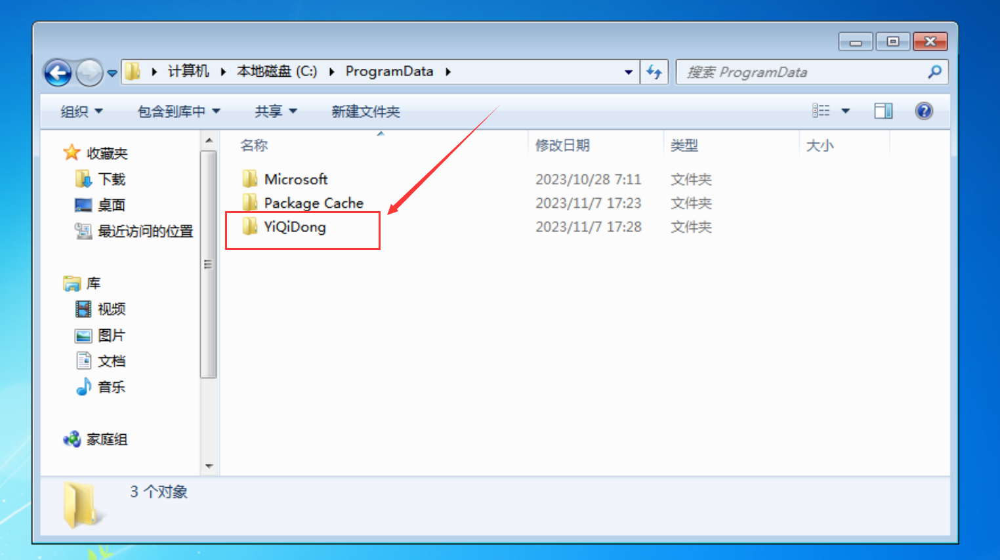 计算机 本地磁盘 (C:) ProgramData
搜索 ProgramData
组织 包含到库中 共享 新建文件夹
收藏夹
下载
桌面
最近访问的位置
库
视频
图片
文档
音乐
家庭组
名称 修改日期 类型 大小
Microsoft 2023/10/28 7:11 文件夹
Package Cache 2023/11/7 17:23 文件夹
YiQiDong 2023/11/7 17:28 文件夹
3 个对象